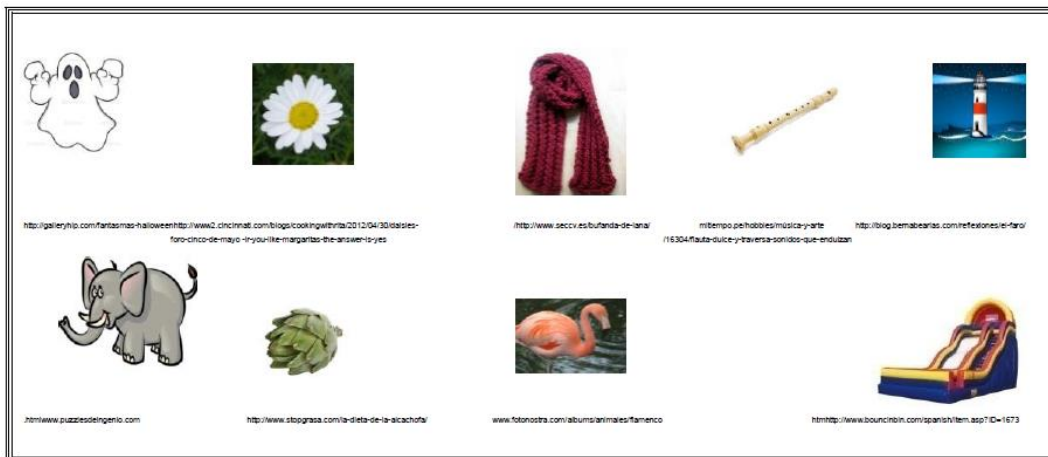 http://galleryhip.com/fantasmas-halloweenhttp://www2.cincinnati.com/blogs/cookingwithrita/2012/04/30/daisies-
foro-cinco-de-mayo -ir-you-like-margaritas-the-answer-is-yes
/http://www.seccv.es/bufanda-de-lana/
mitiempo.pe/hobbies/música-y-arte
/16304/flauta-dulce-y-traversa-sonidos-que-endulzan
http://blog.bernabearias.com/reflexiones/el-faro/
.htmlwww.puzzlesdeingenio.com
http://www.stopgrasa.com/la-dieta-de-la-alcachofa/
www.fotonostra.com/albums/animales/flamenco
htmhttp://www.bouncinbin.com/spanish/item.asp?ID=1673